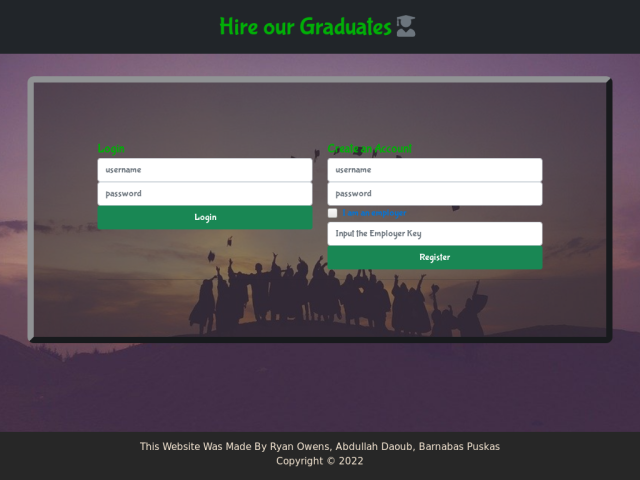 Hire our Graduates
Login
username
password
Login
Create an Account
username
password
Input the Employer Key
Register
This Website Was Made By Ryan Owens, Abdullah Daoub, Barnabas Puskas
Copyright © 2022